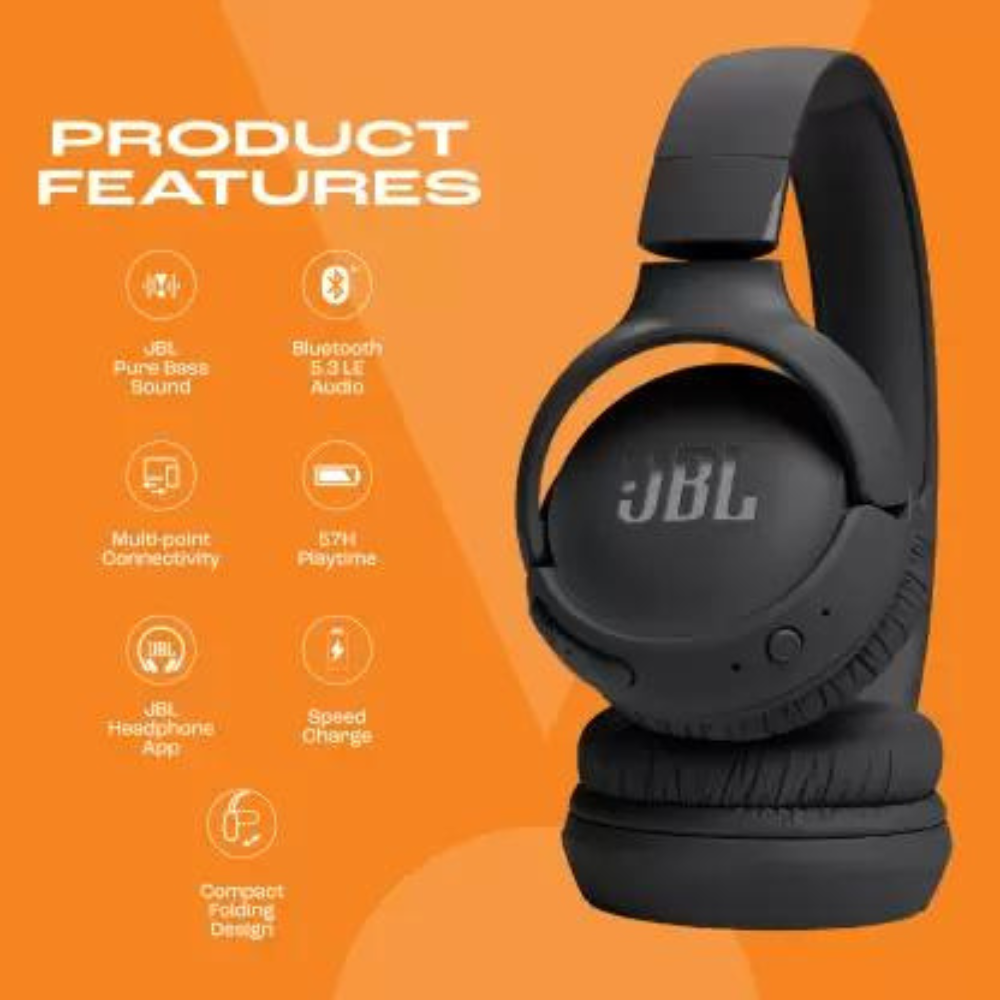 PRODUCT
FEATURES
JBL
Pure Bass
Sound
Bluetooth
5.3 LE
Audio
Multi-point
Connectivity
57H
Playtime
JBL
JBL
Headphone
App
Speed
Charge
Compact
Folding
Design
JBL